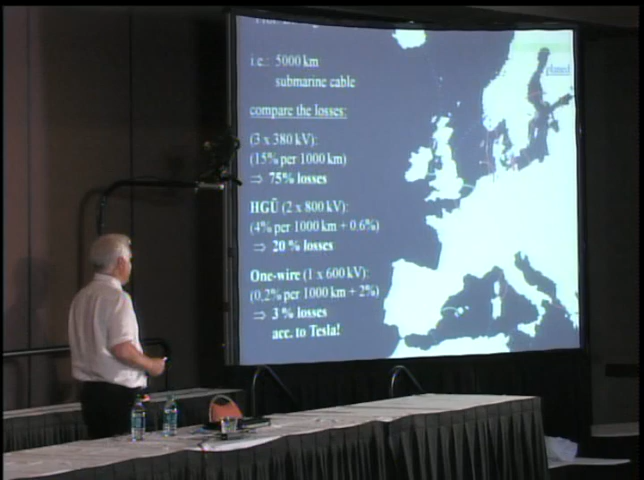 i.e.: 5000 km
submarine cable
planed
compare the losses:
(3 x 380 kV):
(15% per 1000 km)
⇒ 75% losses
HGÜ (2 x 800 kV):
(4% per 1000 km + 0.6%)
⇒ 20 % losses
One-wire (1 x 600 kV):
(0.2% per 1000 km + 2%)
⇒ 3 % losses
acc. to Tesla!